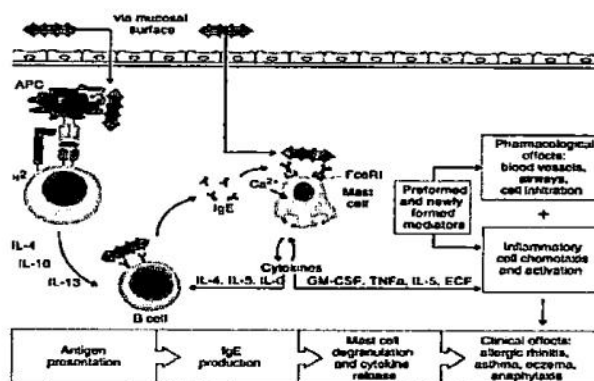 via mucosal
surface
APC
IL-4
IL-10
IL-13
B cell
IgE
Ca2+
FcεRI
Mast
cell
Cytokines
IL-4, IL-5, IL-6
GM-CSF, TNFα, IL-5, ECF
Preformed
and newly
formed
mediators
Pharmacological
effects:
blood vessels,
airways,
cell infiltration
+
Inflammatory
cell chemotaxis
and activation
Antigen
presentation
IgE
production
Mast cell
degranulation
and cytokine
release
Clinical effects:
allergic rhinitis,
asthma, eczema,
anaphylaxis